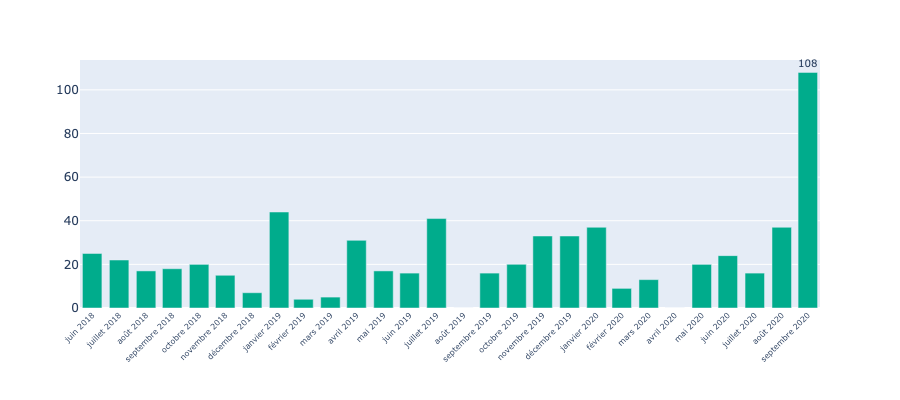 108
100
80
60
40
20
0
juin 2018
juillet 2018
août 2018
septembre 2018
octobre 2018
novembre 2018
décembre 2018
janvier 2019
février 2019
mars 2019
avril 2019
mai 2019
juin 2019
juillet 2019
août 2019
septembre 2019
octobre 2019
novembre 2019
décembre 2019
janvier 2020
février 2020
mars 2020
avril 2020
mai 2020
juin 2020
juillet 2020
août 2020
septembre 2020